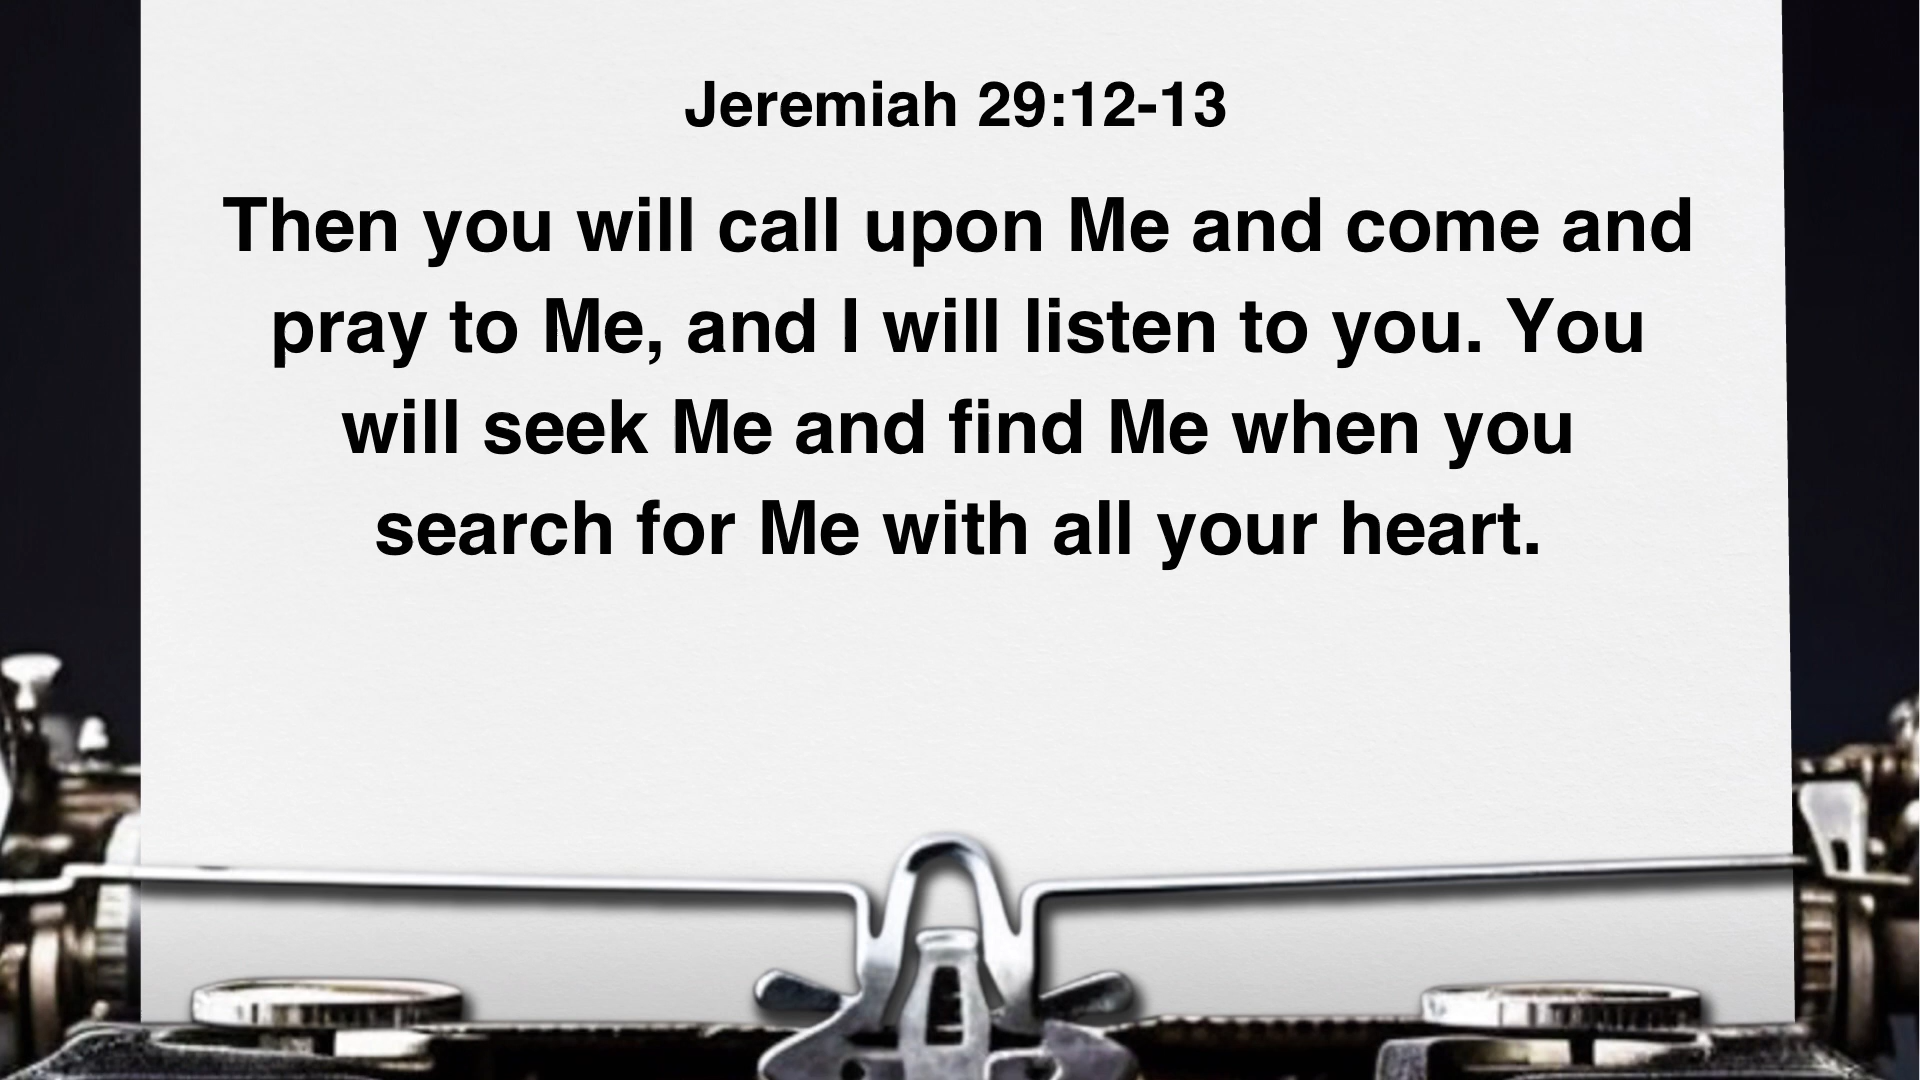 Jeremiah 29:12-13
Then you will call upon Me and come and
pray to Me, and I will listen to you. You
will seek Me and find Me when you
search for Me with all your heart.